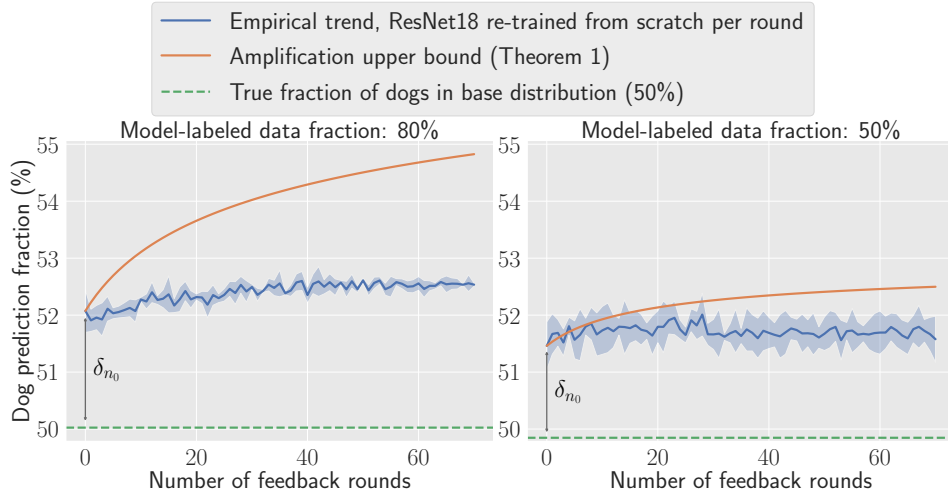 Empirical trend, ResNet18 re-trained from scratch per round
Amplification upper bound (Theorem 1)
True fraction of dogs in base distribution (50%)
Model-labeled data fraction: 80%
Dog prediction fraction (%)
55
54
53
52
51
50
δₙ₀
0
20
40
60
Number of feedback rounds
Model-labeled data fraction: 50%
55
54
53
52
51
50
δₙ₀
0
20
40
60
Number of feedback rounds